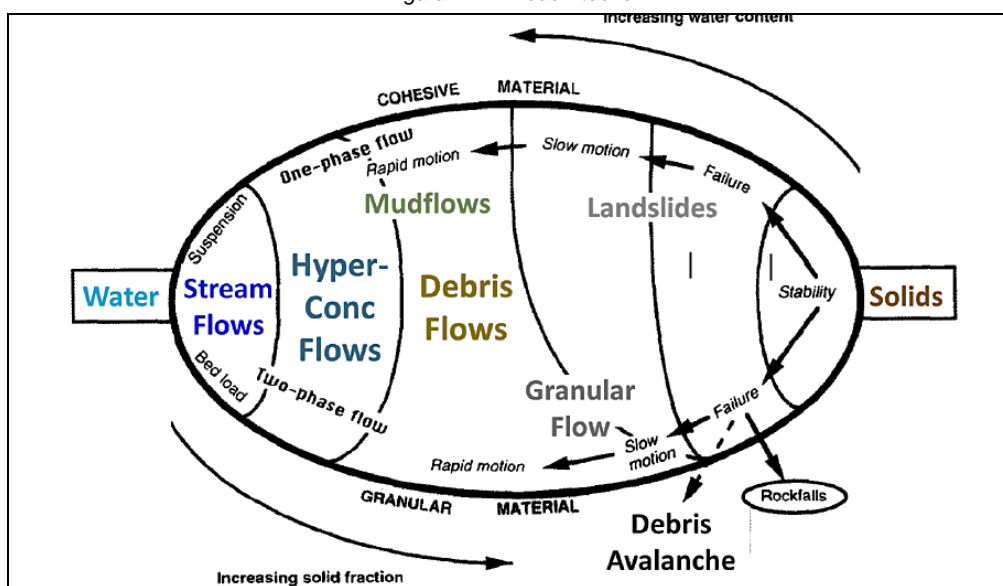 Increasing water content
COHESIVE MATERIAL
One-phase flow
Rapid motion
Slow motion
Failure
Suspension
Mudflows
Landslides
Water
Stream
Flows
Hyper-
Conc
Flows
Debris
Flows
Stability
Solids
Bed load
Two-phase flow
Granular
Flow
Failure
Slow
motion
Rapid motion
Rockfalls
GRANULAR MATERIAL
Debris
Avalanche
Increasing solid fraction